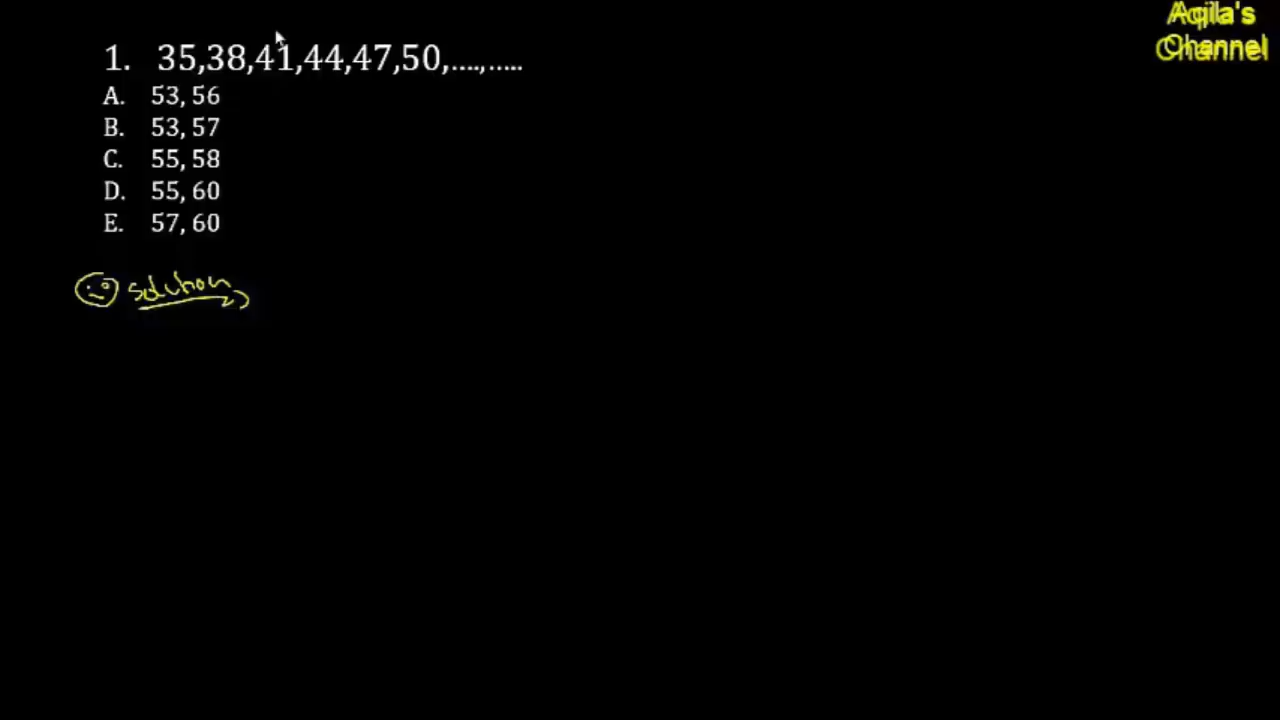 Aqila's
Channel
1. 35,38,41,44,47,50,....,.....
A. 53, 56
B. 53, 57
C. 55, 58
D. 55, 60
E. 57, 60
Solution